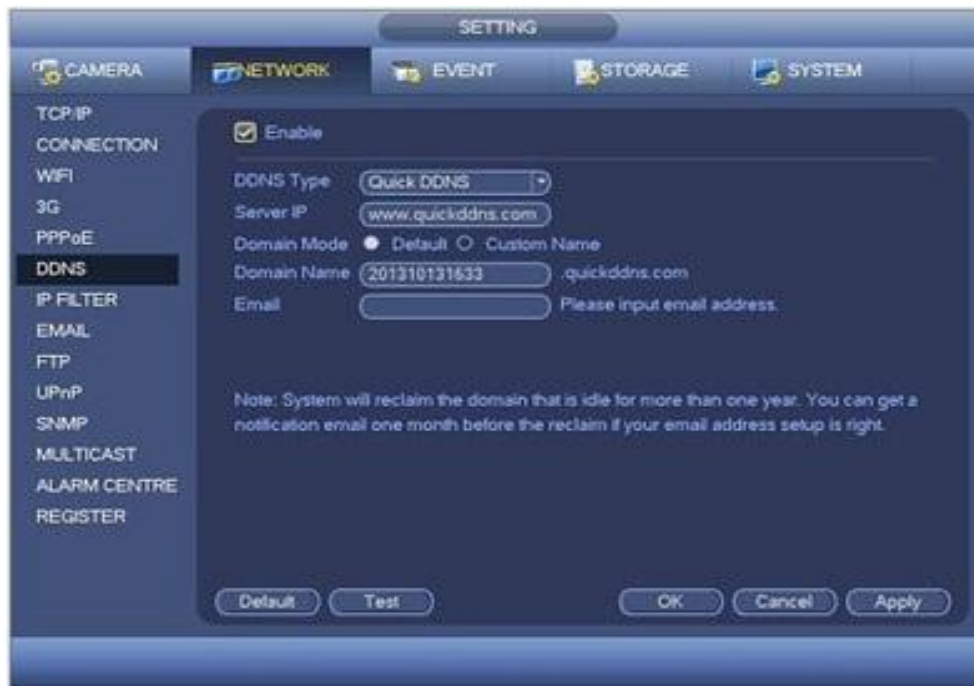 SETTING
CAMERA NETWORK EVENT STORAGE SYSTEM
TCP/IP
CONNECTION
WIFI
3G
PPPoE
DDNS
IP FILTER
EMAIL
FTP
UPnP
SNMP
MULTICAST
ALARM CENTRE
REGISTER
Enable
DDNS Type Quick DDNS
Server IP www.quickddns.com
Domain Mode Default Custom Name
Domain Name 201310131633 .quickddns.com
Email Please input email address.
Note: System will reclaim the domain that is idle for more than one year. You can get a
notification email one month before the reclaim if your email address setup is right.
Default Test OK Cancel Apply